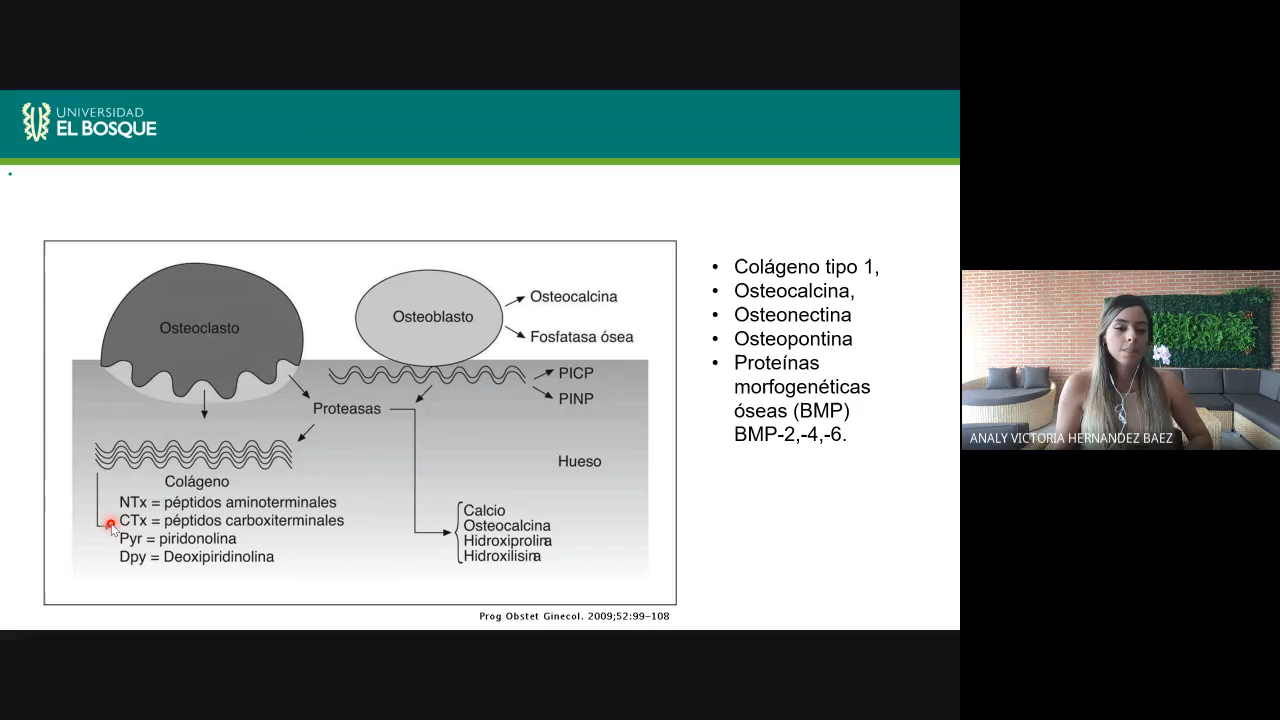 UNIVERSIDAD
EL BOSQUE
Osteoclasto
Osteoblasto
Osteocalcina
Fosfatasa ósea
PICP
PINP
Proteasas
Hueso
Colágeno
NTx = péptidos aminoterminales
CTx = péptidos carboxiterminales
Pyr = piridonolina
Dpy = Deoxipiridinolina
Calcio
Osteocalcina
Hidroxiprolina
Hidroxilisina
Prog Obstet Ginecol. 2009;52:99–108
• Colágeno tipo 1,
• Osteocalcina,
• Osteonectina
• Osteopontina
• Proteínas
morfogenéticas
óseas (BMP)
BMP-2,-4,-6.
ANALY VICTORIA HERNANDEZ BAEZ